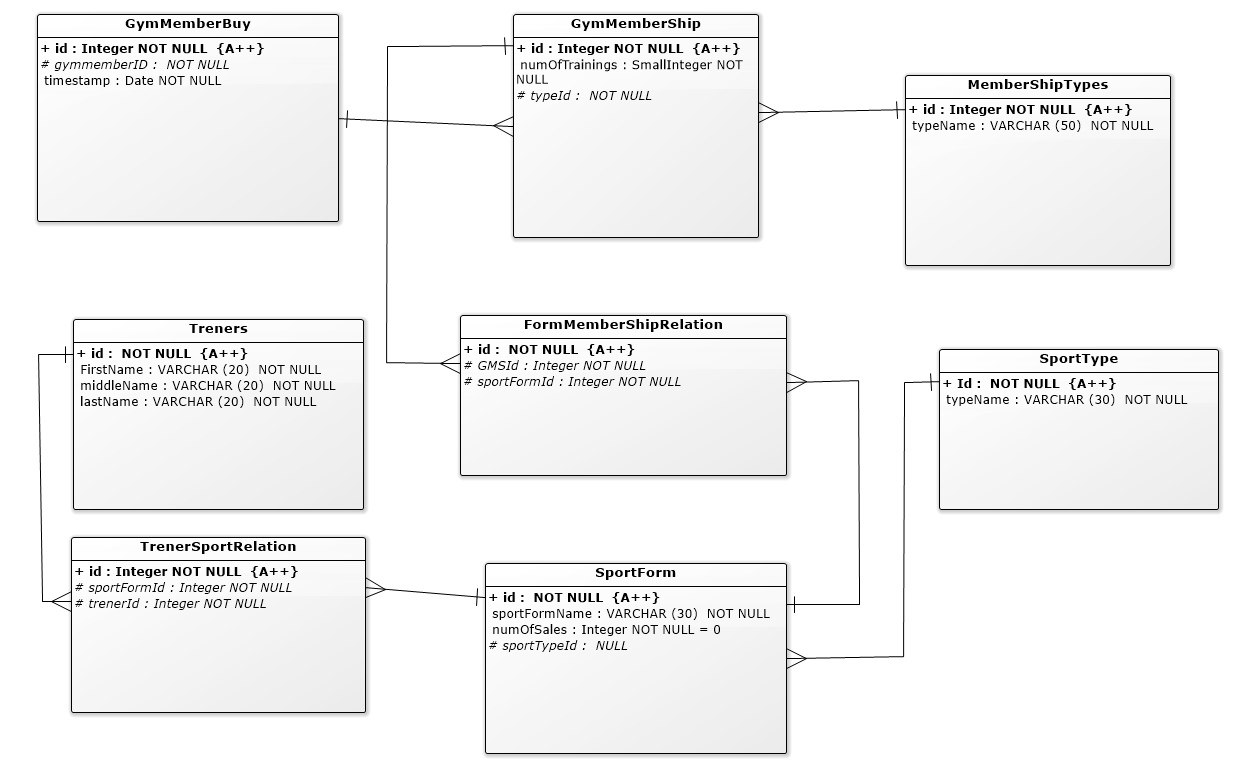 GymMemberBuy
+ id : Integer NOT NULL {A++}
# gymmemberID : NOT NULL
timestamp : Date NOT NULL
GymMemberShip
+ id : Integer NOT NULL {A++}
numOfTrainings : SmallInteger NOT
NULL
# typeId : NOT NULL
MemberShipTypes
+ id : Integer NOT NULL {A++}
typeName : VARCHAR (50) NOT NULL
Treners
+ id : NOT NULL {A++}
FirstName : VARCHAR (20) NOT NULL
middleName : VARCHAR (20) NOT NULL
lastName : VARCHAR (20) NOT NULL
FormMemberShipRelation
+ id : NOT NULL {A++}
# GMSId : Integer NOT NULL
# sportFormId : Integer NOT NULL
SportType
+ Id : NOT NULL {A++}
typeName : VARCHAR (30) NOT NULL
TrenerSportRelation
+ id : Integer NOT NULL {A++}
# sportFormId : Integer NOT NULL
# trenerId : Integer NOT NULL
SportForm
+ id : NOT NULL {A++}
sportFormName : VARCHAR (30) NOT NULL
numOfSales : Integer NOT NULL = 0
# sportTypeId : NULL